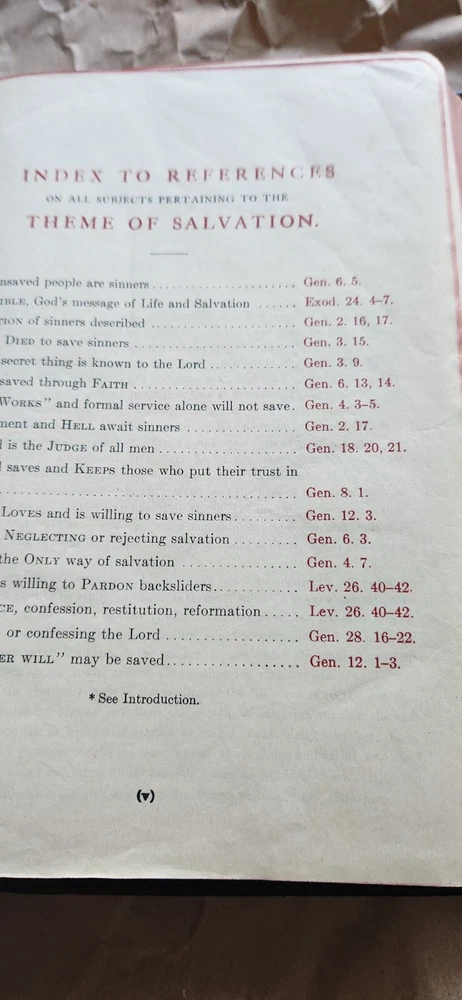 INDEX TO REFERENCES
ON ALL SUBJECTS PERTAINING TO THE
THEME OF SALVATION.
people are sinners ........................ Gen. 6. 5.
God's message of Life and Salvation ...... Exod. 24. 4–7.
of sinners described ........................ Gen. 2. 16, 17.
DIED to save sinners ........................ Gen. 3. 15.
secret thing is known to the Lord .............. Gen. 3. 9.
saved through FAITH ........................ Gen. 6. 13, 14.
WORKS” and formal service alone will not save. Gen. 4. 3–5.
and HELL await sinners ................ Gen. 2. 17.
is the JUDGE of all men ..................... Gen. 18. 20, 21.
saves and KEEPS those who put their trust in
................................................ Gen. 8. 1.
LOVES and is willing to save sinners......... Gen. 12. 3.
NEGLECTING or rejecting salvation ......... Gen. 6. 3.
the ONLY way of salvation ................. Gen. 4. 7.
willing to PARDON backsliders............ Lev. 26. 40–42.
confession, restitution, reformation ..... Lev. 26. 40–42.
or confessing the Lord ................... Gen. 28. 16–22.
WILL” may be saved................... Gen. 12. 1–3.
* See Introduction.
(v)